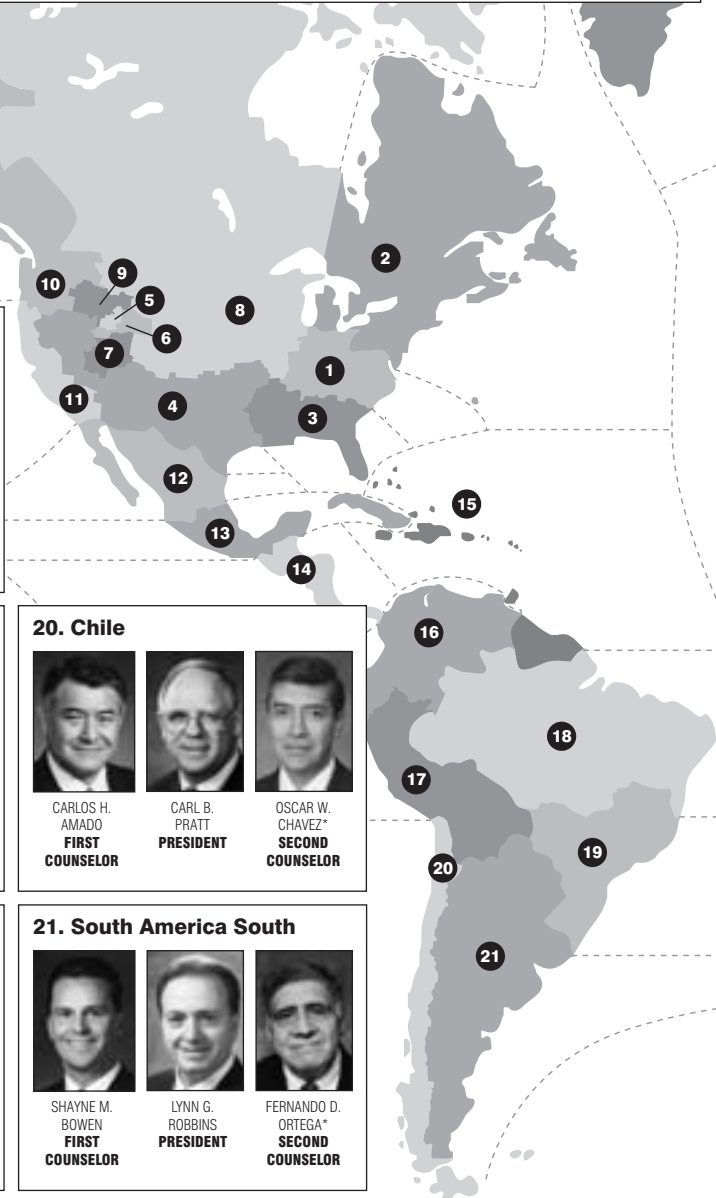 2
9
10
5
8
6
7
1
11
4
3
12
15
13
14
20. Chile
16
CARLOS H.
AMADO
FIRST
COUNSELOR
CARL B.
PRATT
PRESIDENT
OSCAR W.
CHAVEZ*
SECOND
COUNSELOR
18
17
19
20
21. South America South
21
SHAYNE M.
BOWEN
FIRST
COUNSELOR
LYNN G.
ROBBINS
PRESIDENT
FERNANDO D.
ORTEGA*
SECOND
COUNSELOR